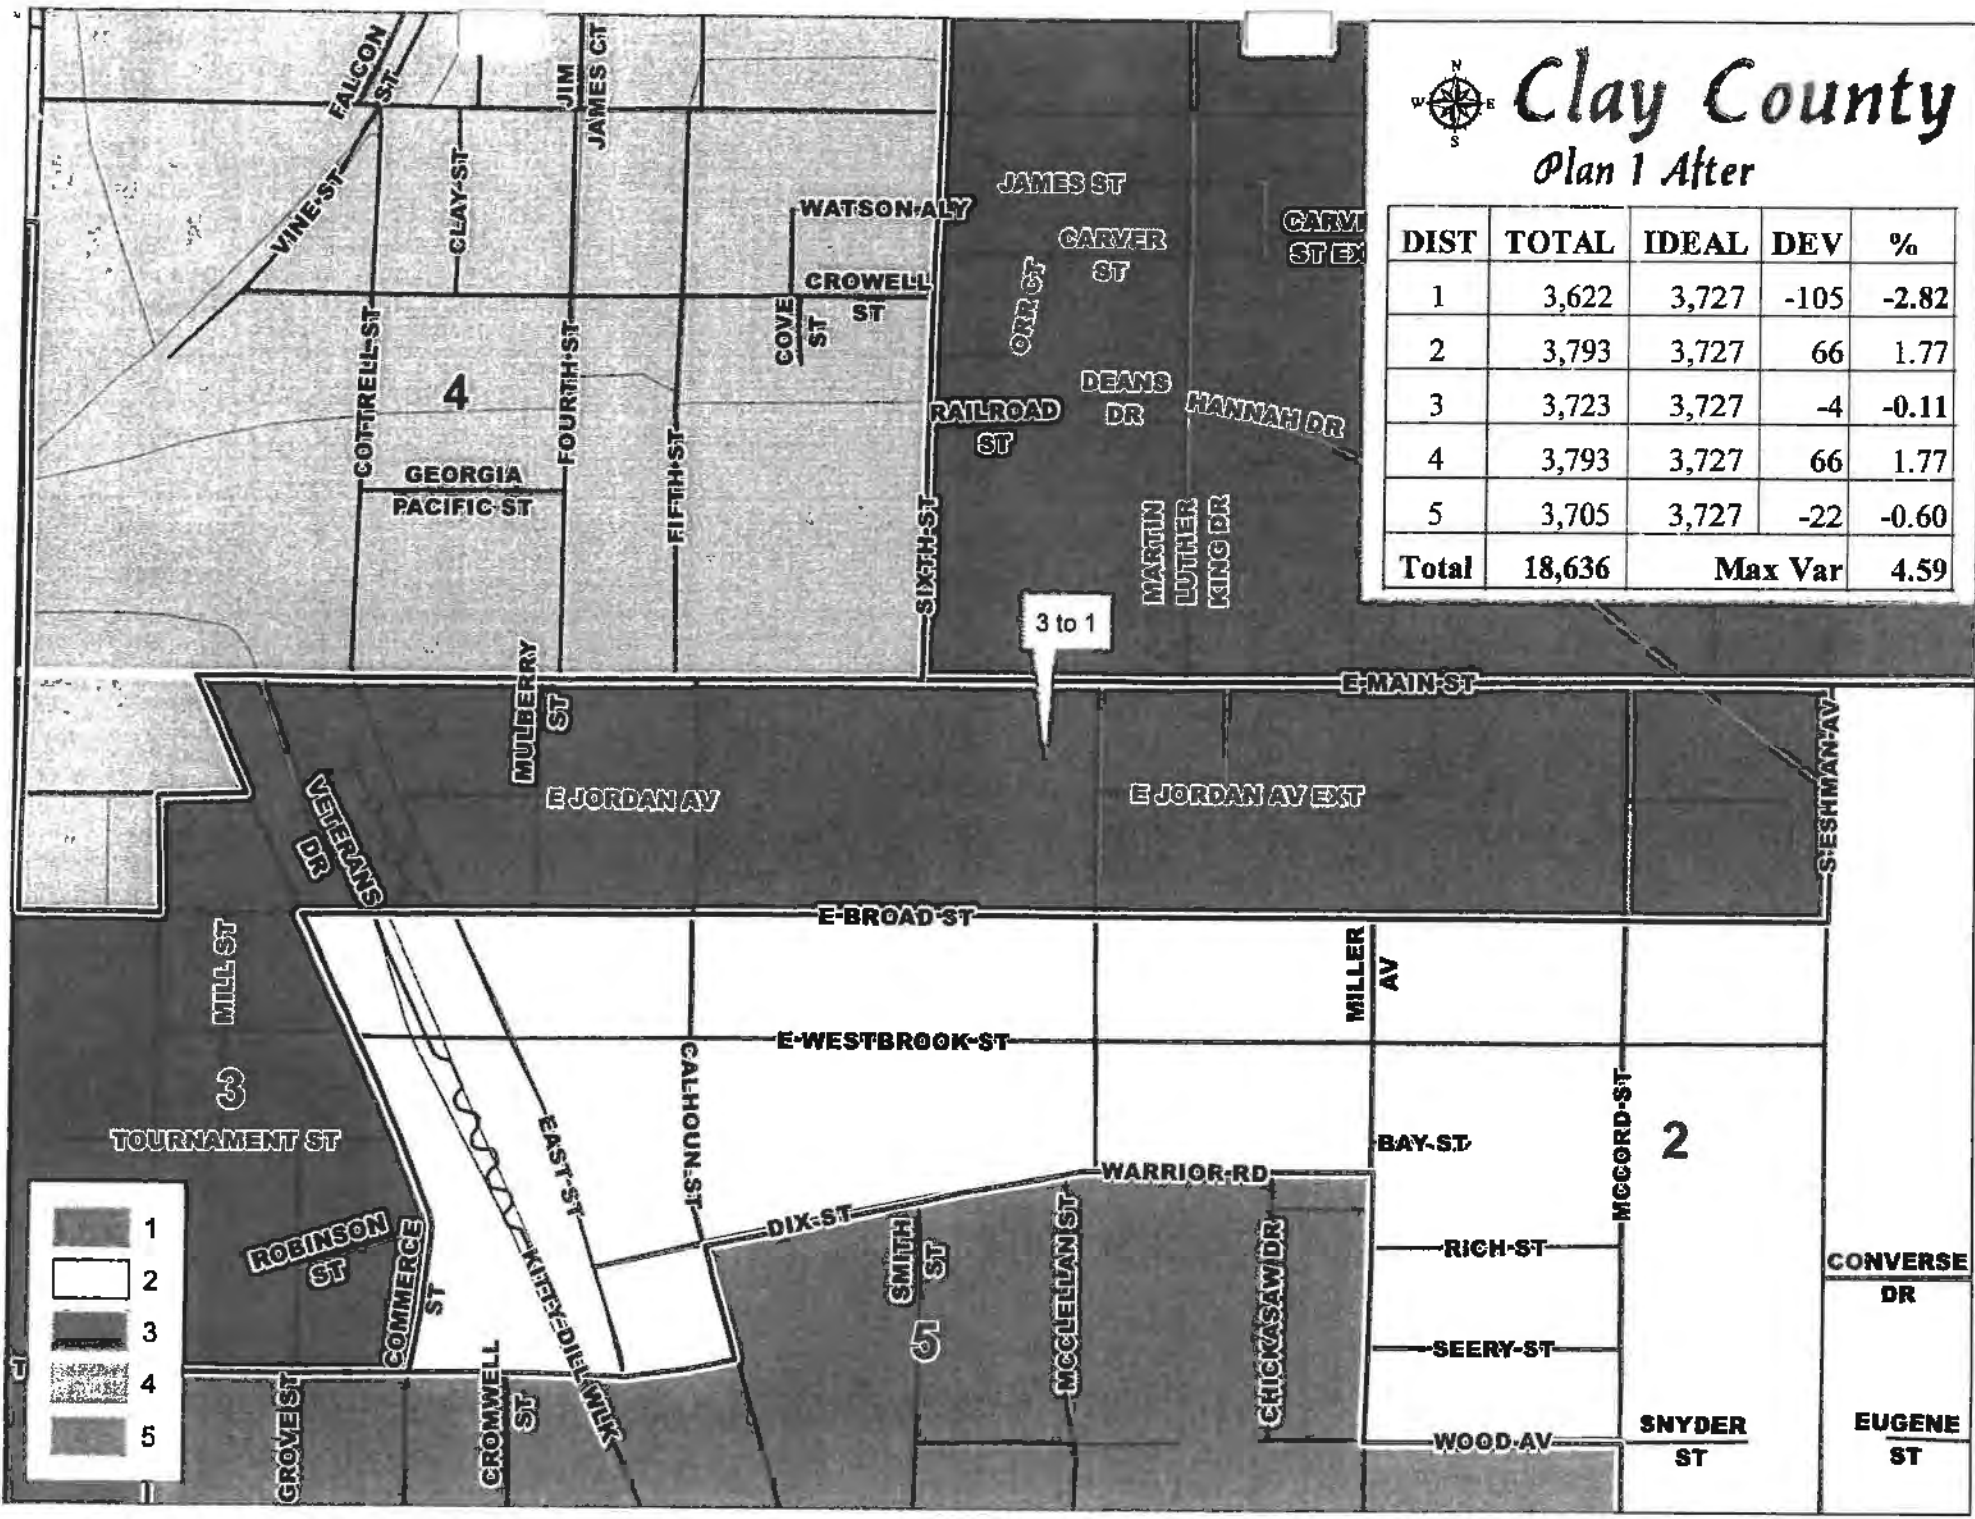 FALCON
ST
JIM
JAMES CT
N
W E
S
Clay County
Plan 1 After
DIST TOTAL IDEAL DEV %
1 3,622 3,727 -105 -2.82
2 3,793 3,727 66 1.77
3 3,723 3,727 -4 -0.11
4 3,793 3,727 66 1.77
5 3,705 3,727 -22 -0.60
Total 18,636 Max Var 4.59
VINE ST
CLAY ST
WATSON ALY
JAMES ST
CARVER
ST
CARV
ST EX
ORR CT
CROWELL
ST
COVE
ST
COTTRELL ST
FOURTH ST
4
DEANS
DR
HANNAH DR
RAILROAD
ST
GEORGIA
PACIFIC ST
FIFTH ST
SIXTH ST
MARTIN
LUTHER
KING DR
3 to 1
MULBERRY
ST
E MAIN ST
S ESHMAN AV
VETERANS
DR
E JORDAN AV
E JORDAN AV EXT
E BROAD ST
MILL ST
MILLER
AV
E WESTBROOK ST
CALHOUN ST
3
TOURNAMENT ST
EAST ST
BAY ST
MCCORD ST
2
WARRIOR RD
DIX ST
ROBINSON
ST
COMMERCE
ST
KITTY DILL WLK
SMITH
ST
MCCLELLAN ST
CHICKASAW DR
RICH ST
CONVERSE
DR
5
SEERY ST
GROVE ST
CROMWELL
ST
WOOD AV
SNYDER
ST
EUGENE
ST
1
2
3
4
5